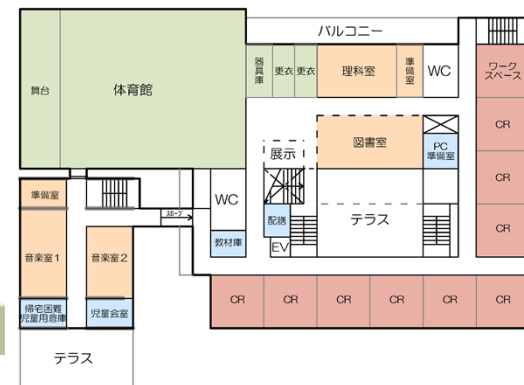 バルコニー
舞台
体育館
器具庫
更衣
更衣
理科室
準備室
WC
ワーク
スペース
CR
展示
図書室
PC
準備室
CR
準備室
WC
スロープ
配膳
テラス
CR
音楽室1
音楽室2
教材庫
EV
帰宅困難
児童用倉庫
児童会室
CR
CR
CR
CR
CR
CR
テラス